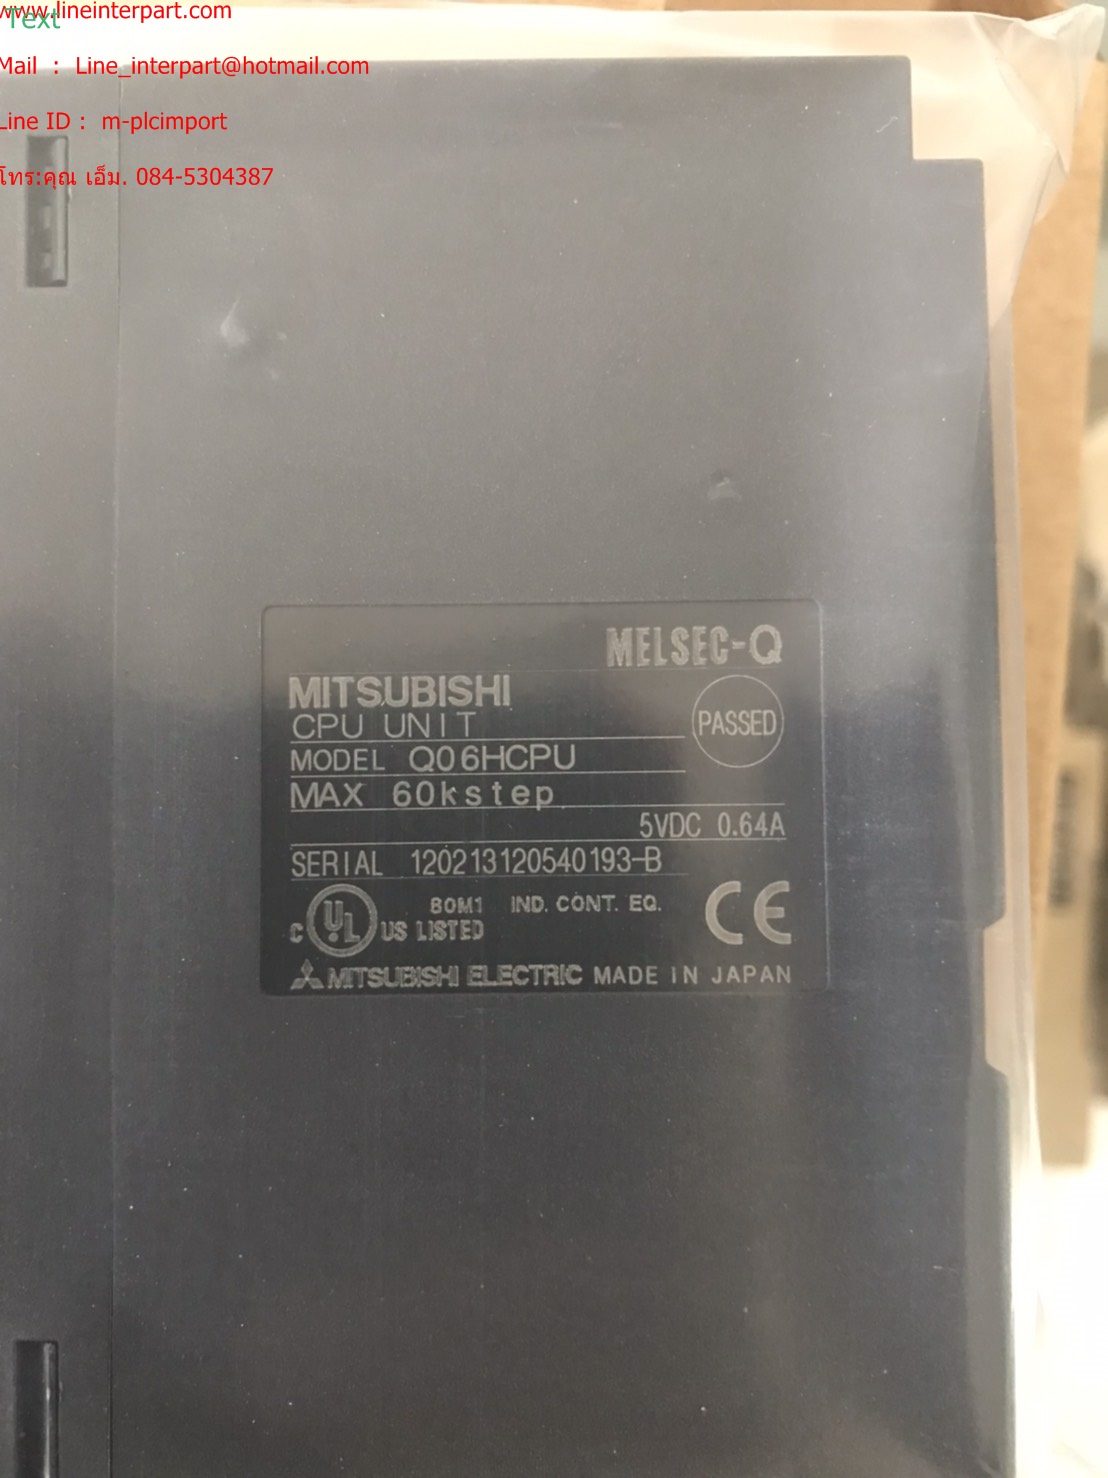 www.lineinterpart.com
Text
Mail : Line_interpart@hotmail.com
Line ID : m-plcimport
โทร:คุณ เอ็ม. 084-5304387
MELSEC-Q
MITSUBISHI
CPU UNIT
PASSED
MODEL Q06HCPU
MAX 60kstep
5VDC 0.64A
SERIAL 120213120540193-B
C UL US LISTED
80M1 IND. CONT. EQ.
CE
MITSUBISHI ELECTRIC MADE IN JAPAN